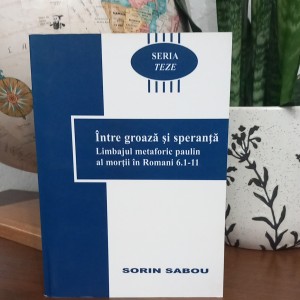 SERIA
TEZE
Între groază și speranță
Limbajul metaforic paulin
al morții în Romani 6.1-11
SORIN SABOU